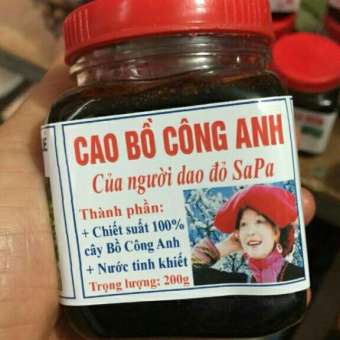 CAO BỒ CÔNG ANH
Của người dao đỏ SaPa
Thành phần:
+ Chiết suất 100%
cây Bồ Công Anh
+ Nước tinh khiết
Trọng lượng: 200g